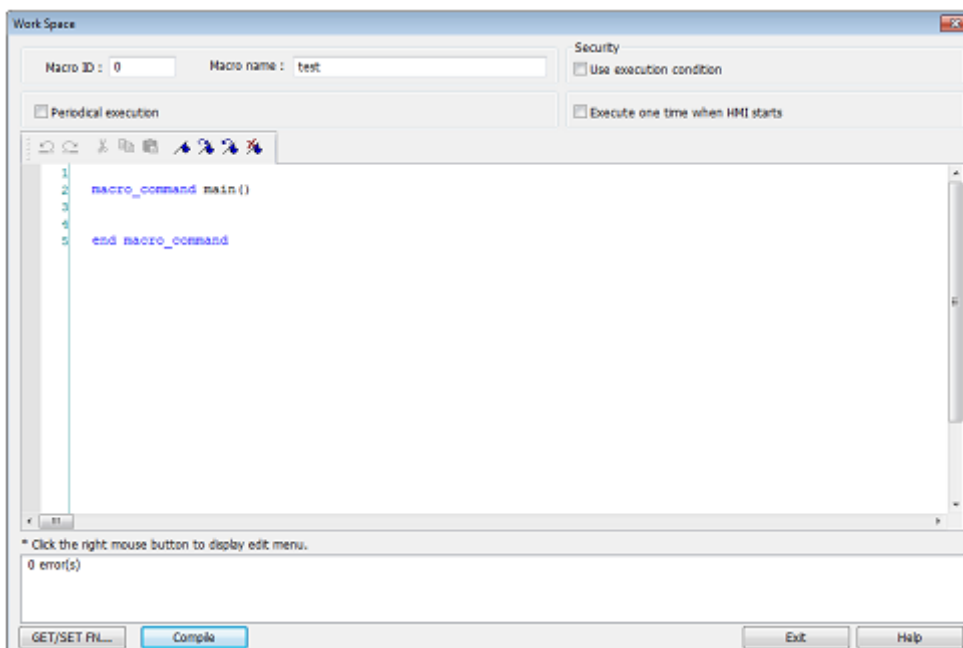 Work Space
Macro ID : 0
Macro name : test
Security
Use execution condition
Periodical execution
Execute one time when HMI starts
1
2 macro_command main()
3
4
5 end macro_command
* Click the right mouse button to display edit menu.
0 error(s)
GET/SET FN....
Compile
Exit
Help